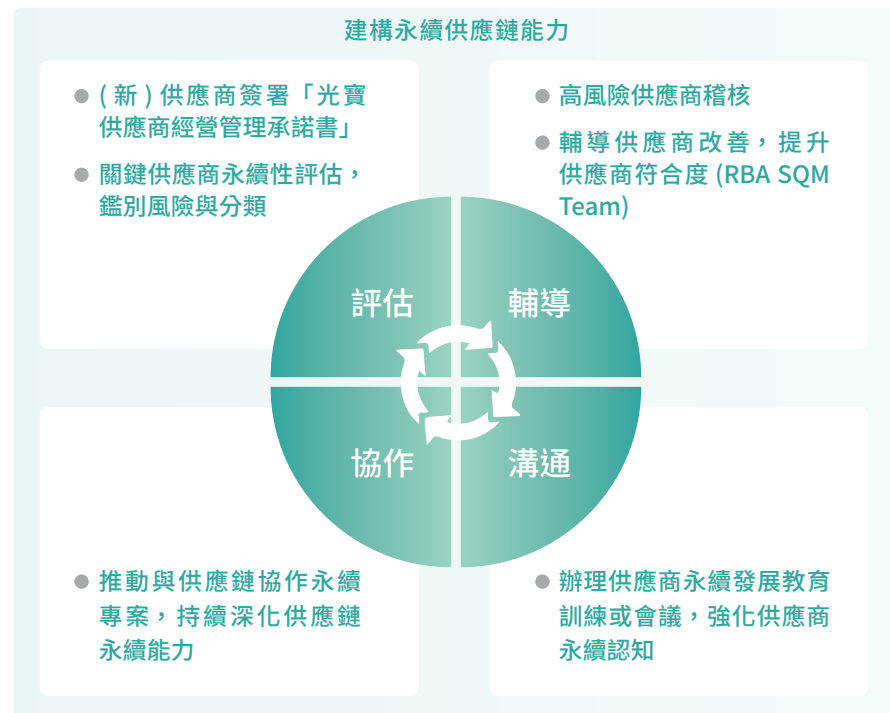 建構永續供應鏈能力
● ( 新 ) 供應商簽署「光寶
供應商經營管理承諾書」
● 關鍵供應商永續性評估，
鑑別風險與分類
● 高風險供應商稽核
● 輔導供應商改善，提升
供應商符合度 (RBA SQM
Team)
評估
輔導
協作
溝通
● 推動與供應鏈協作永續
專案，持續深化供應鏈
永續能力
● 辦理供應商永續發展教育
訓練或會議，強化供應商
永續認知